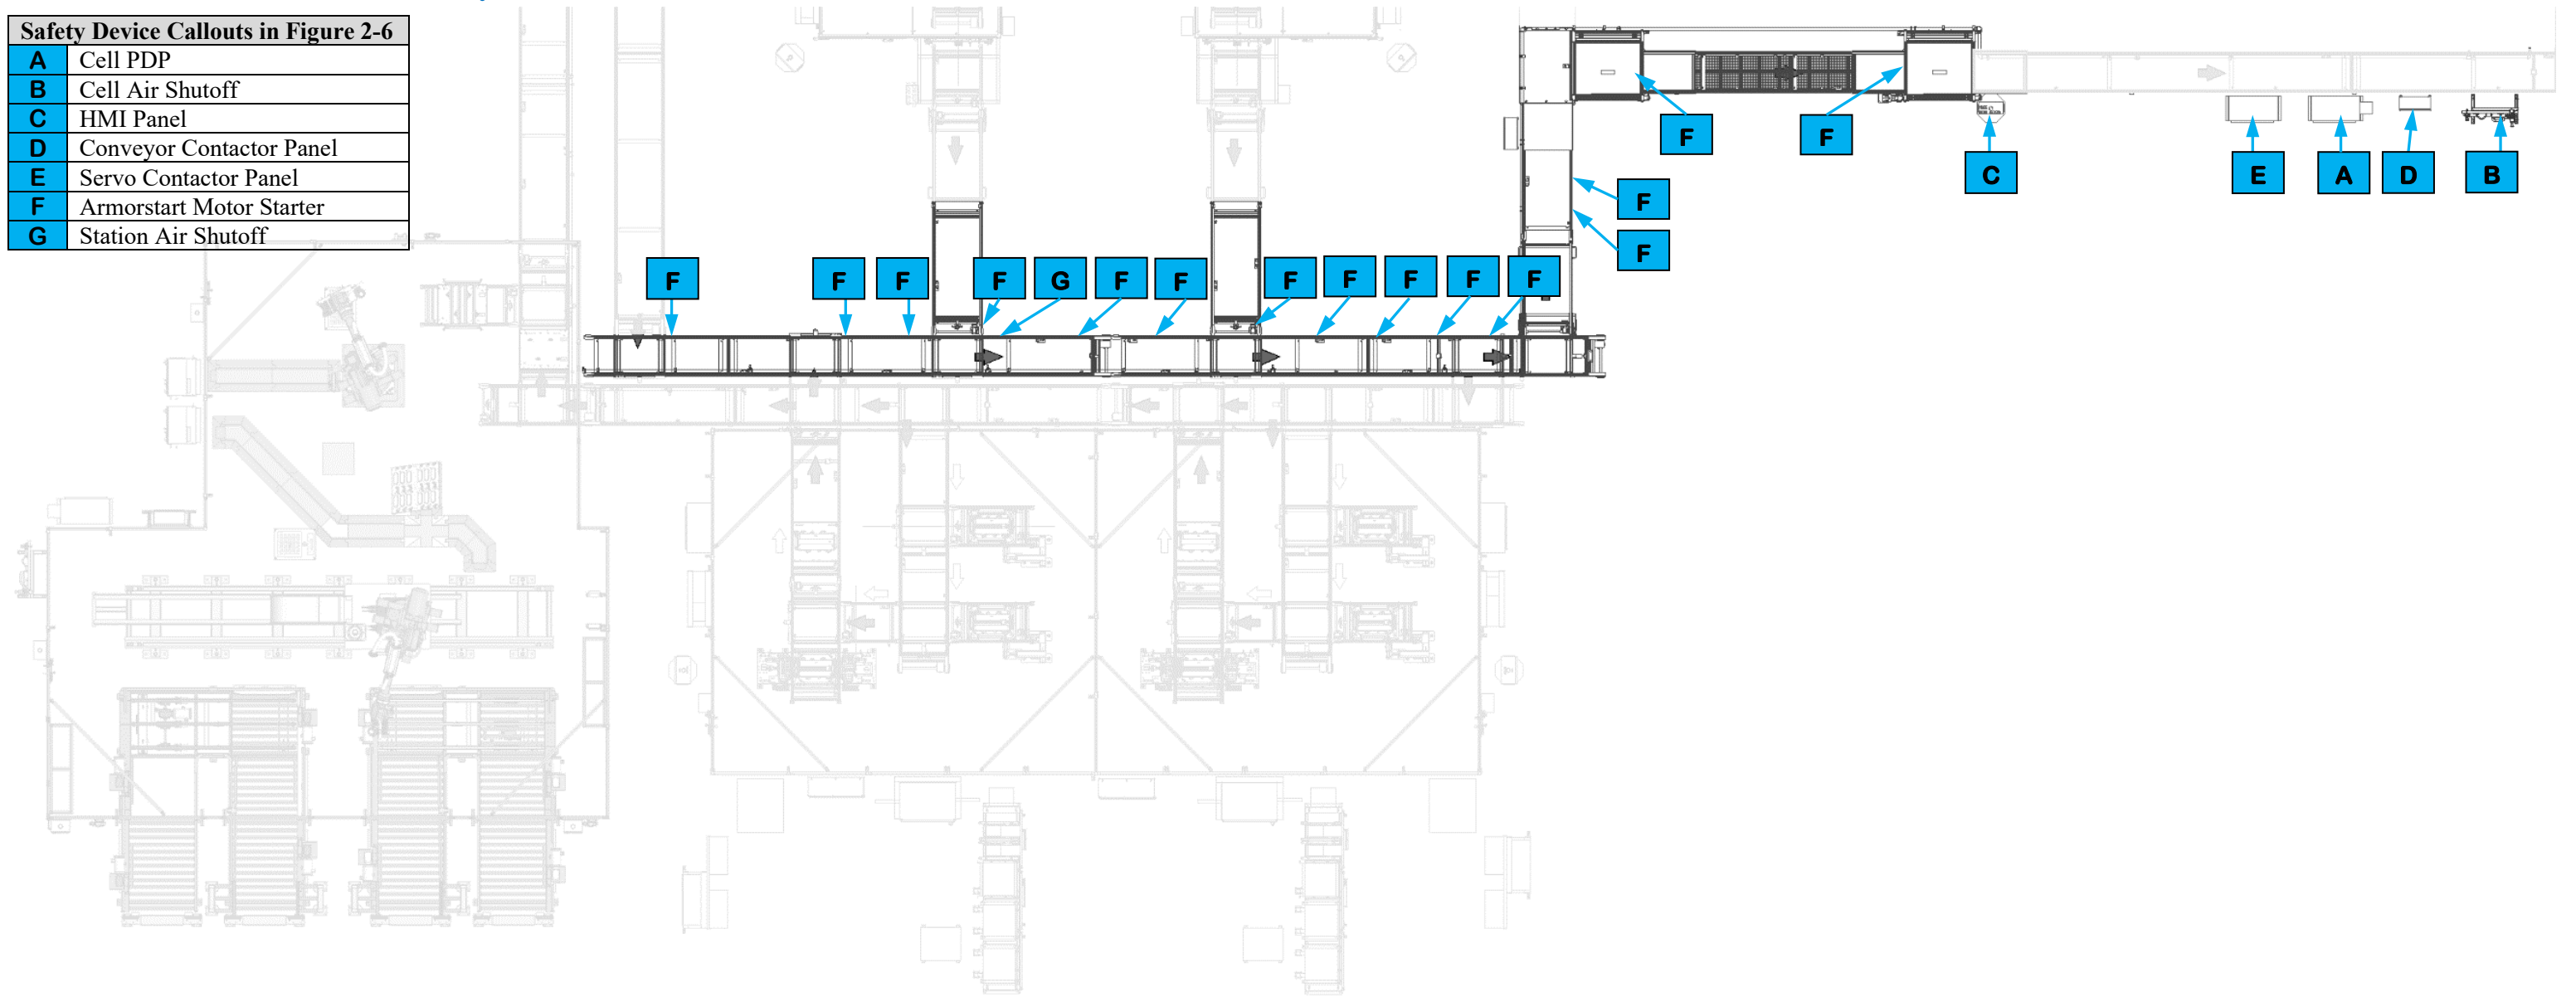 Safety Device Callouts in Figure 2-6
A Cell PDP
B Cell Air Shutoff
C HMI Panel
D Conveyor Contactor Panel
E Servo Contactor Panel
F Armorstart Motor Starter
G Station Air Shutoff
F F
C E A D B
F
F
F F F F G F F F F F F F